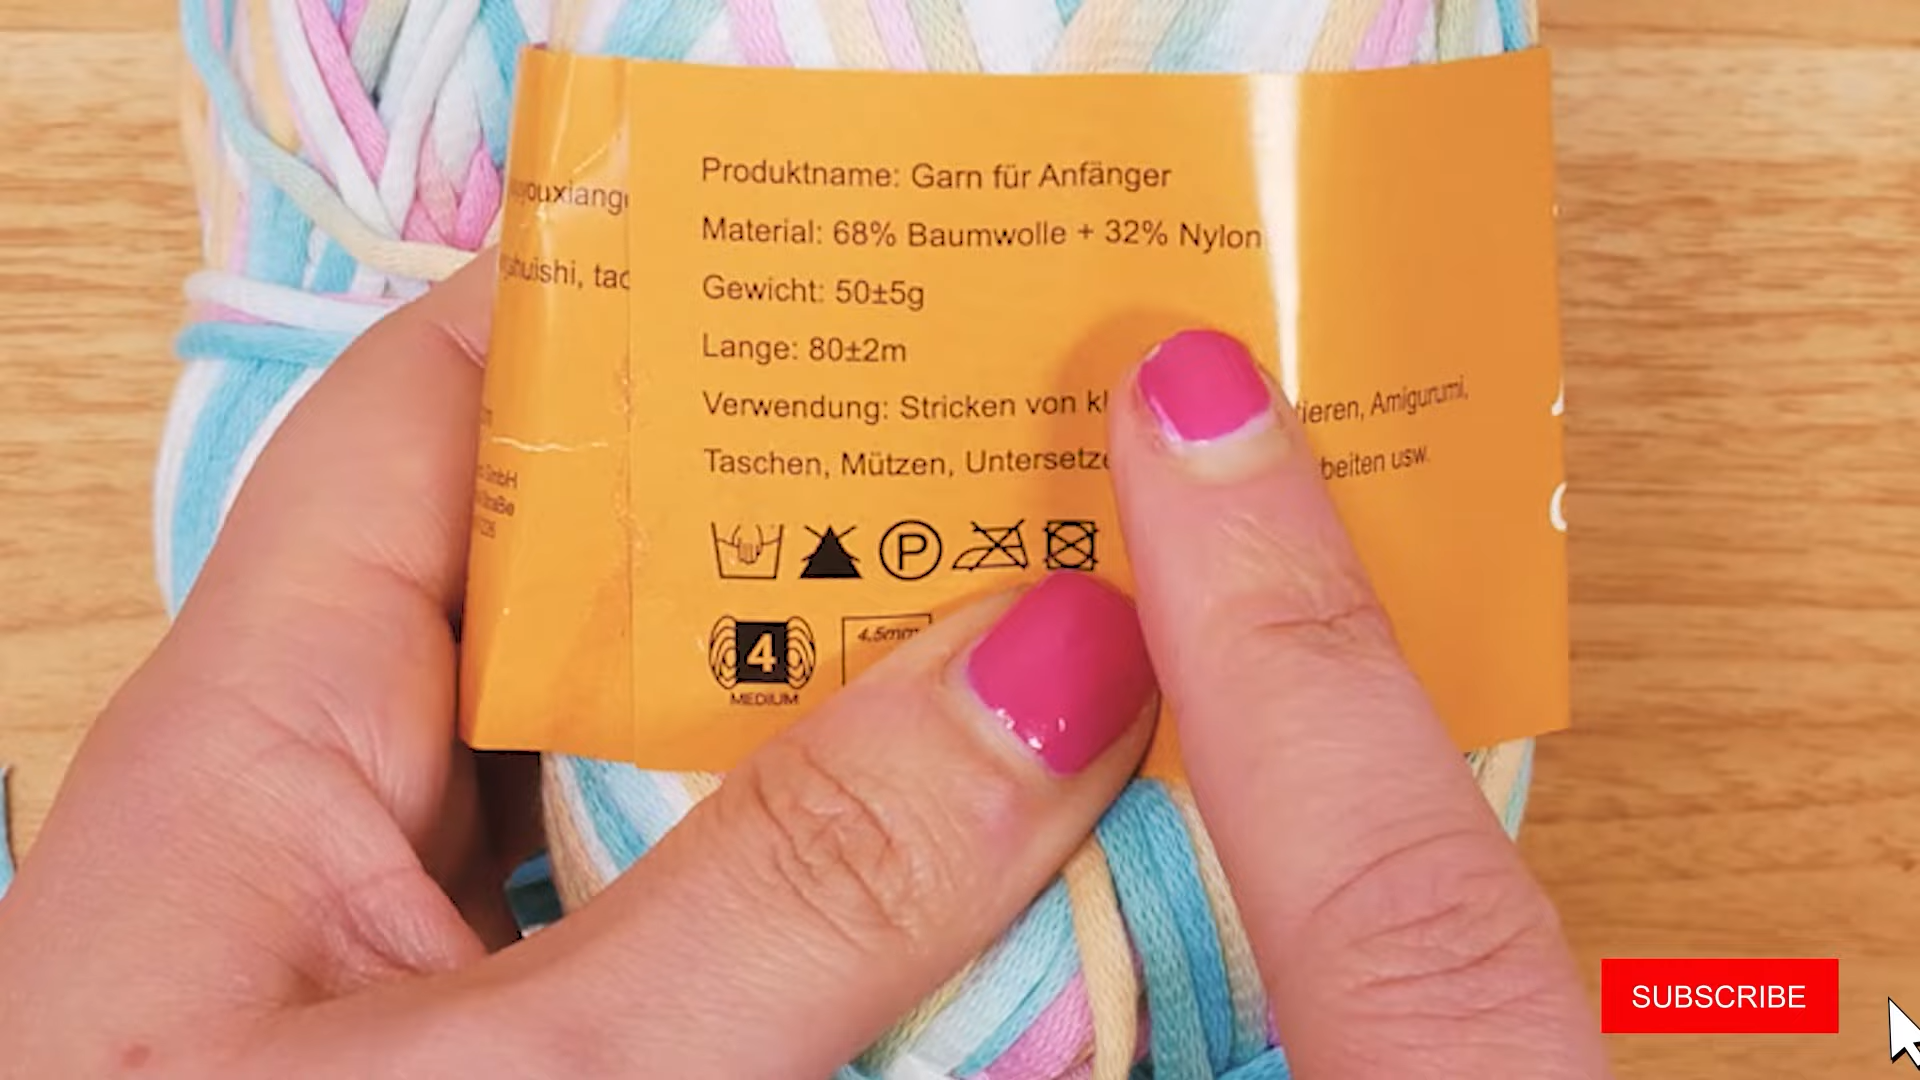 Produktname: Garn für Anfänger
Material: 68% Baumwolle + 32% Nylon
Gewicht: 50±5g
Lange: 80±2m
Verwendung: Stricken von Amigurumi,
Taschen, Mützen, usw.
P
4
4.5mm
MEDIUM
GmbH
SUBSCRIBE